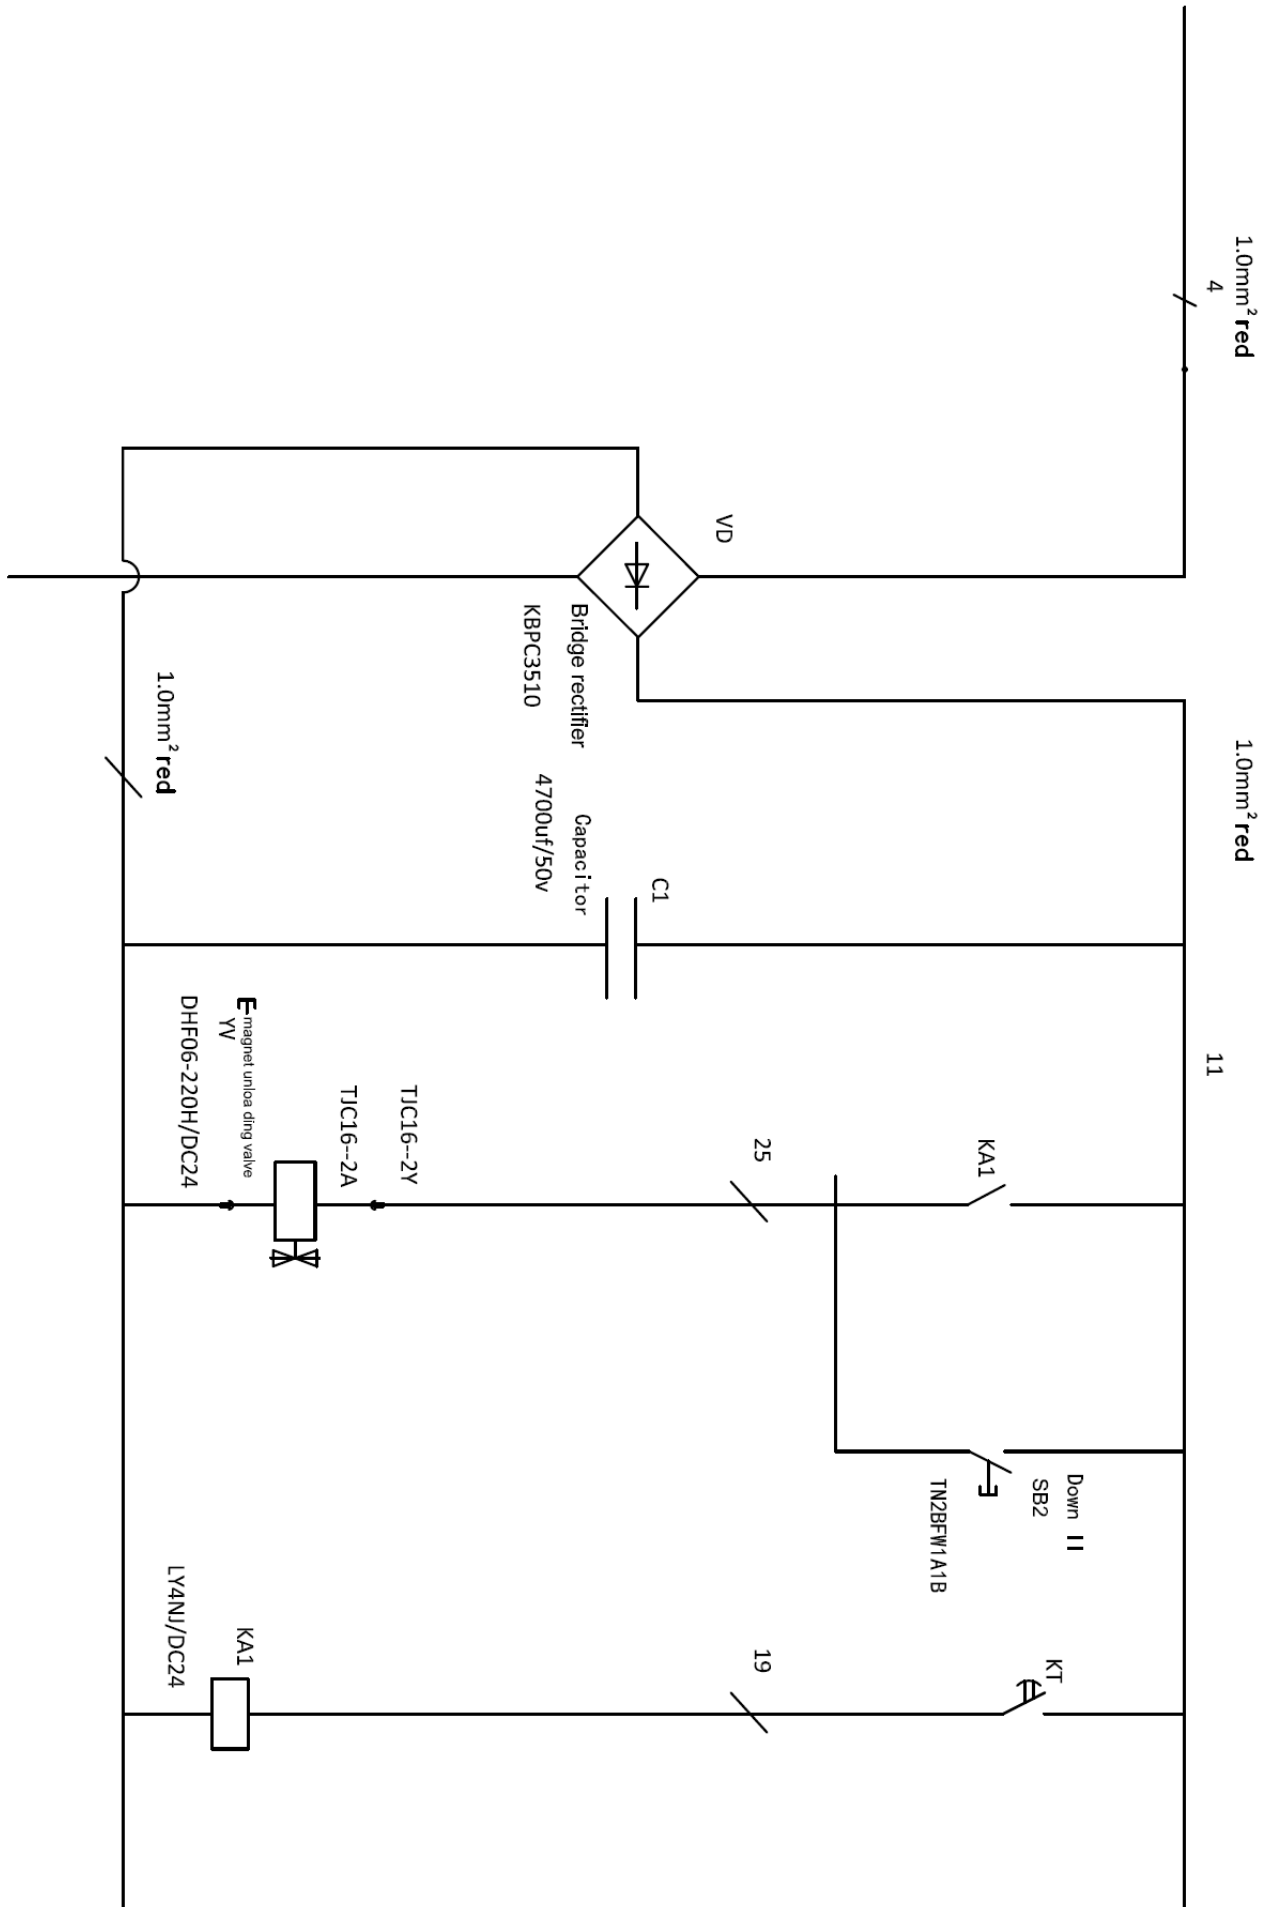 1.0mm² red
4
VD
Bridge rectifier
KBPC3510
1.0mm² red
1.0mm² red
C1
Capacitor
4700uf/50v
11
E-magnet unloa ding valve
YV
DHF06-220H/DC24
TJC16--2Y
TJC16--2A
25
KA1
Down II
SB2
TN2BFW1A1B
KT
19
KA1
LY4NJ/DC24